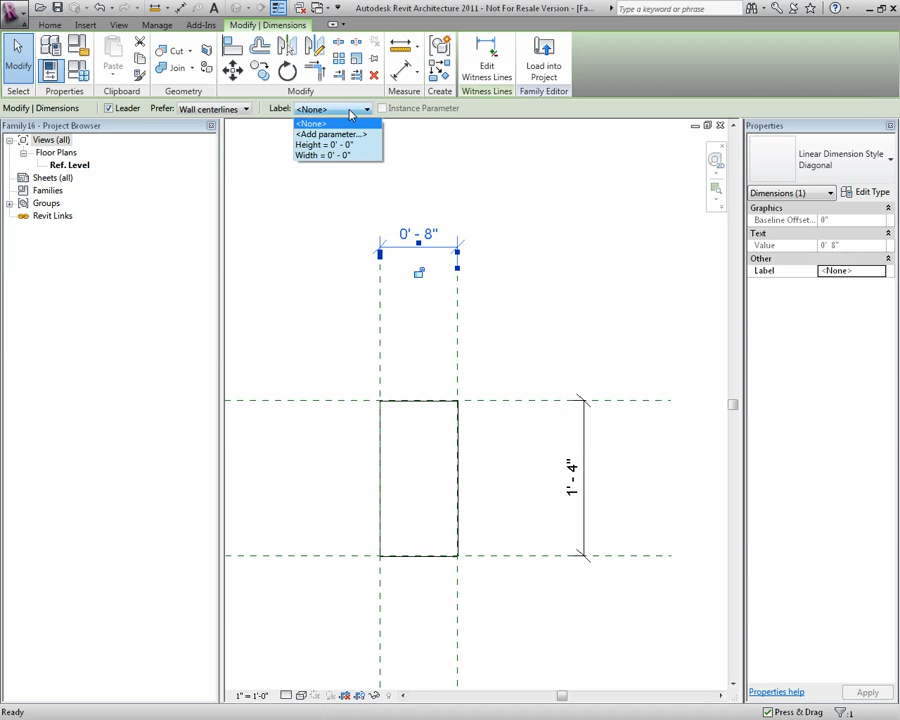 Autodesk Revit Architecture 2011 - Not For Resale Version - [Fa...
Type a keyword or phrase
Home Insert View Manage Add-Ins Modify | Dimensions
Modify
Paste
Cut
Join
Edit
Witness Lines
Load into
Project
Select Properties Clipboard Geometry Modify Measure Create Witness Lines Family Editor
Modify | Dimensions Leader Prefer: Wall centerlines Label: <None> Instance Parameter
<None>
<Add parameter...>
Height = 0' - 0"
Width = 0' - 0"
Family16 - Project Browser
Views (all)
Floor Plans
Ref. Level
Sheets (all)
Families
Groups
Revit Links
0' - 8"
1' - 4"
Properties
Linear Dimension Style
Diagonal
Dimensions (1) Edit Type
Graphics
Baseline Offset... 0"
Text
Value 0' 8"
Other
Label <None>
Properties help Apply
1" = 1'-0"
Ready
Press & Drag :1